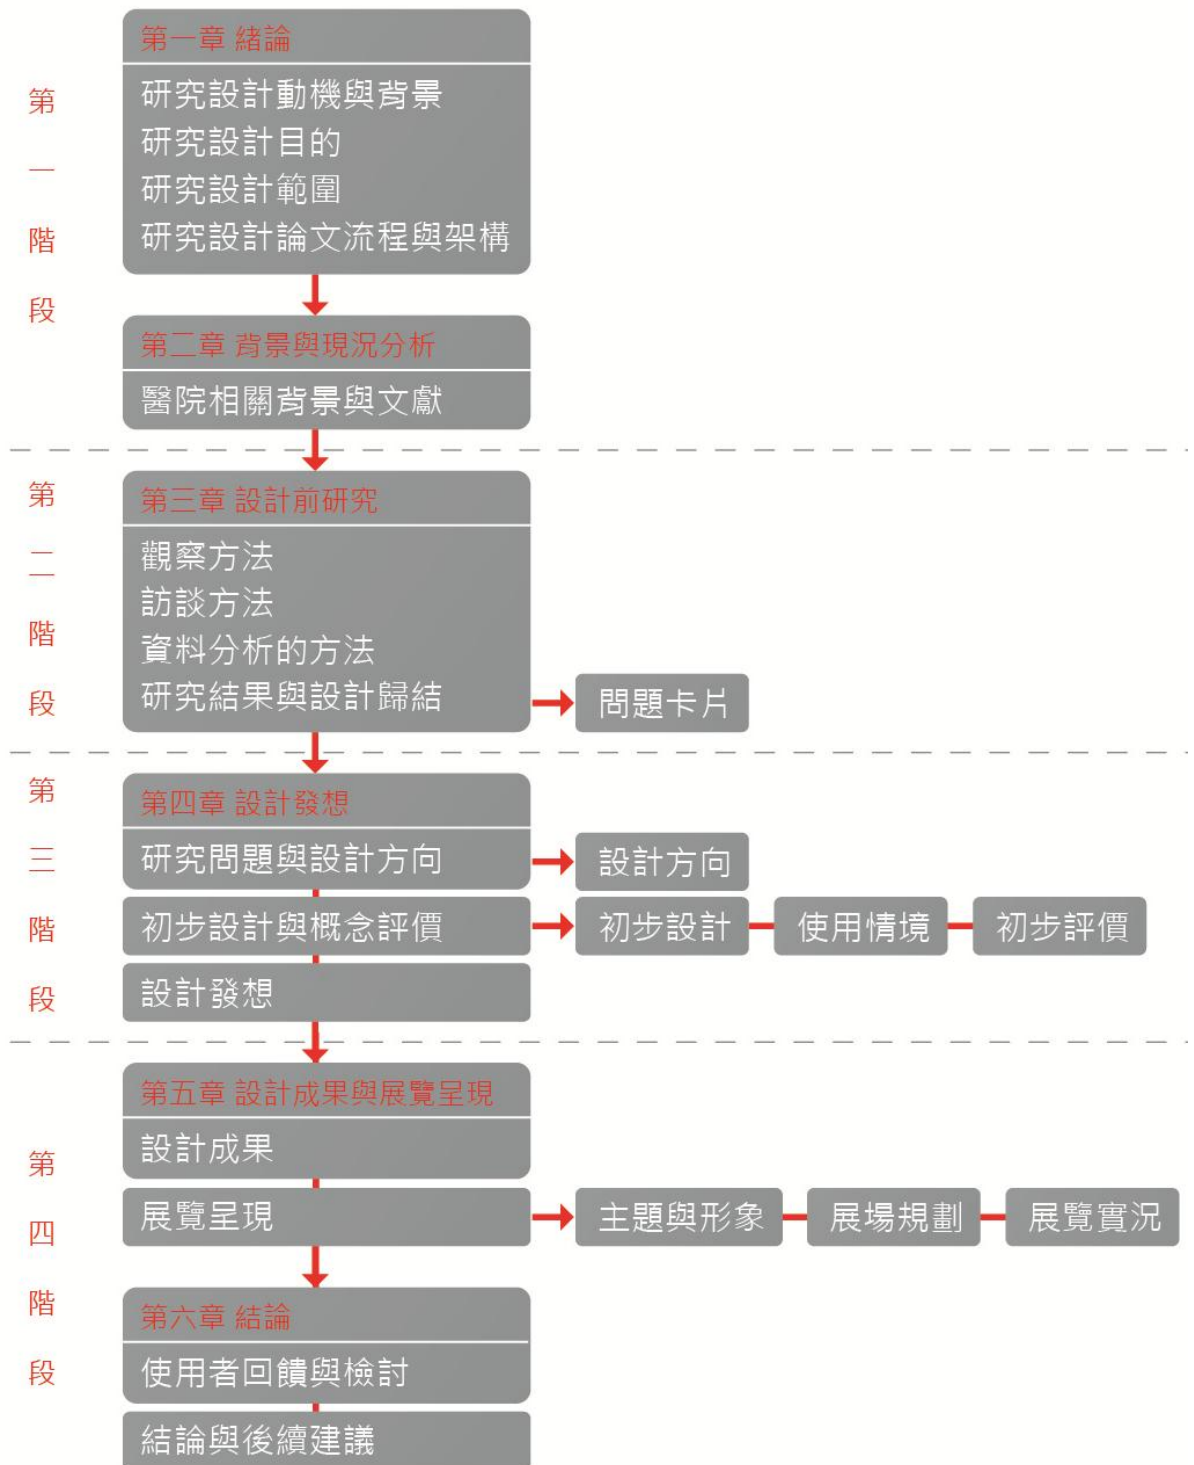 第一階段
第一章 緒論
研究設計動機與背景
研究設計目的
研究設計範圍
研究設計論文流程與架構
第二章 背景與現況分析
醫院相關背景與文獻
第二階段
第三章 設計前研究
觀察方法
訪談方法
資料分析的方法
研究結果與設計歸結
問題卡片
第三階段
第四章 設計發想
研究問題與設計方向
設計方向
初步設計與概念評價
初步設計
使用情境
初步評價
設計發想
第四階段
第五章 設計成果與展覽呈現
設計成果
展覽呈現
主題與形象
展場規劃
展覽實況
第六章 結論
使用者回饋與檢討
結論與後續建議